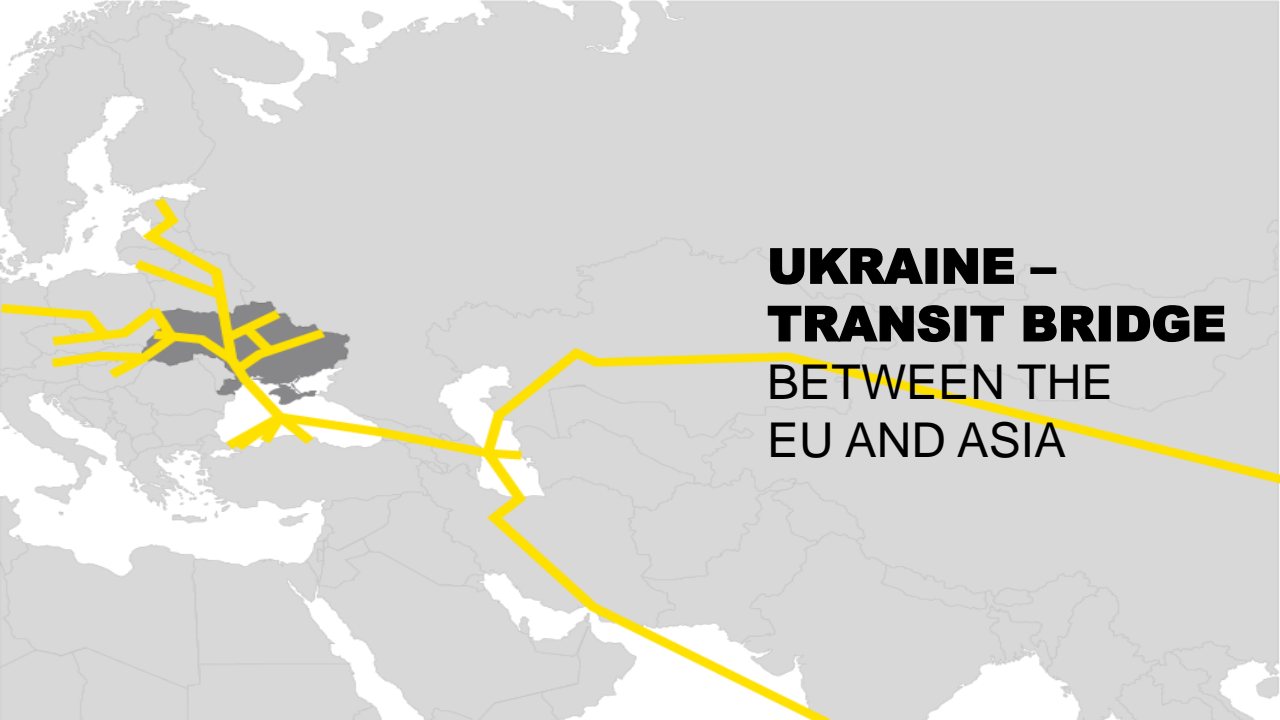 UKRAINE –
TRANSIT BRIDGE
BETWEEN THE
EU AND ASIA